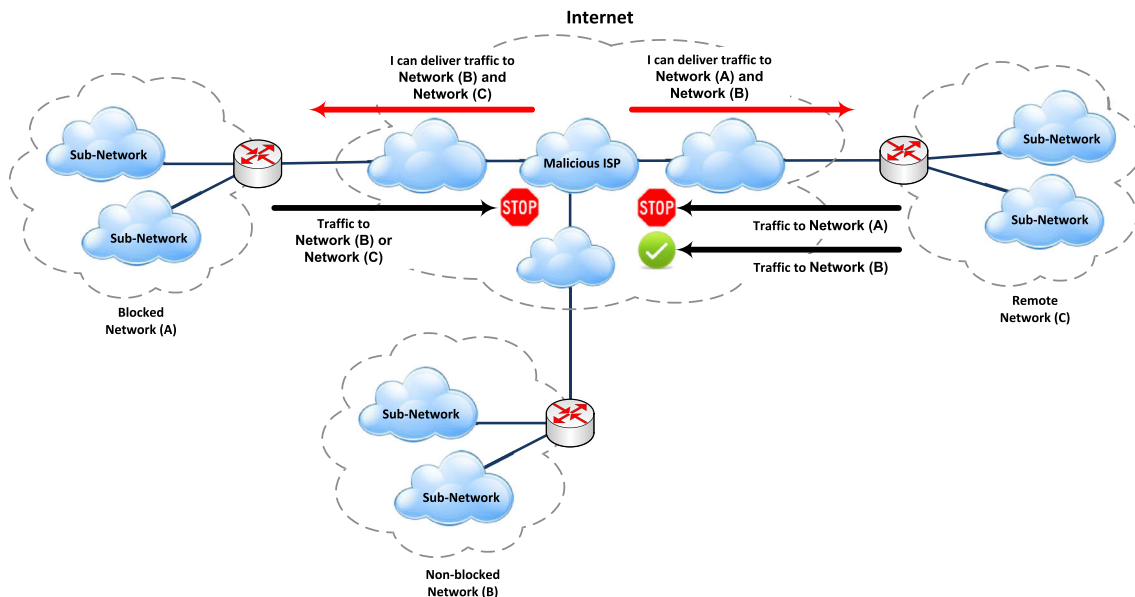 Internet
I can deliver traffic to
Network (B) and
Network (C)
I can deliver traffic to
Network (A) and
Network (B)
Sub-Network
Sub-Network
Malicious ISP
Sub-Network
Sub-Network
STOP
STOP
Traffic to
Network (B) or
Network (C)
Traffic to Network (A)
Traffic to Network (B)
Blocked
Network (A)
Remote
Network (C)
Sub-Network
Sub-Network
Non-blocked
Network (B)